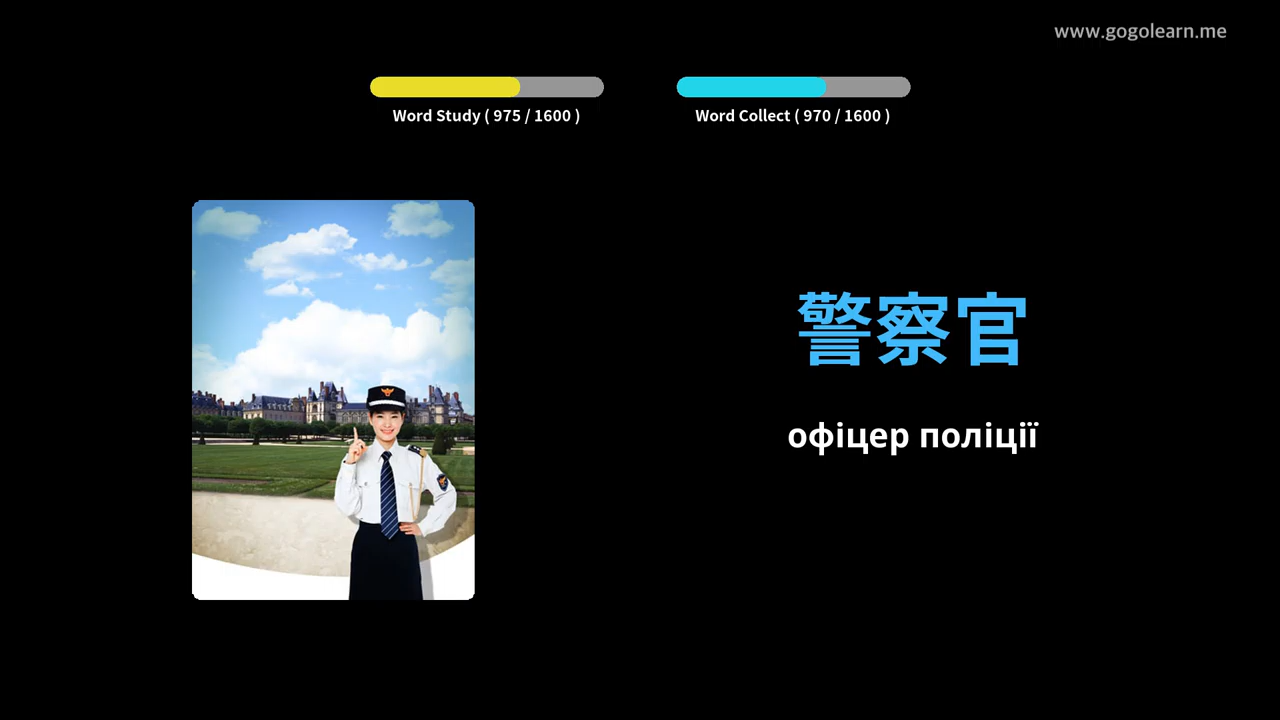 www.gogolearn.me
Word Study ( 975 / 1600 )
Word Collect ( 970 / 1600 )
警察官
офіцер поліції